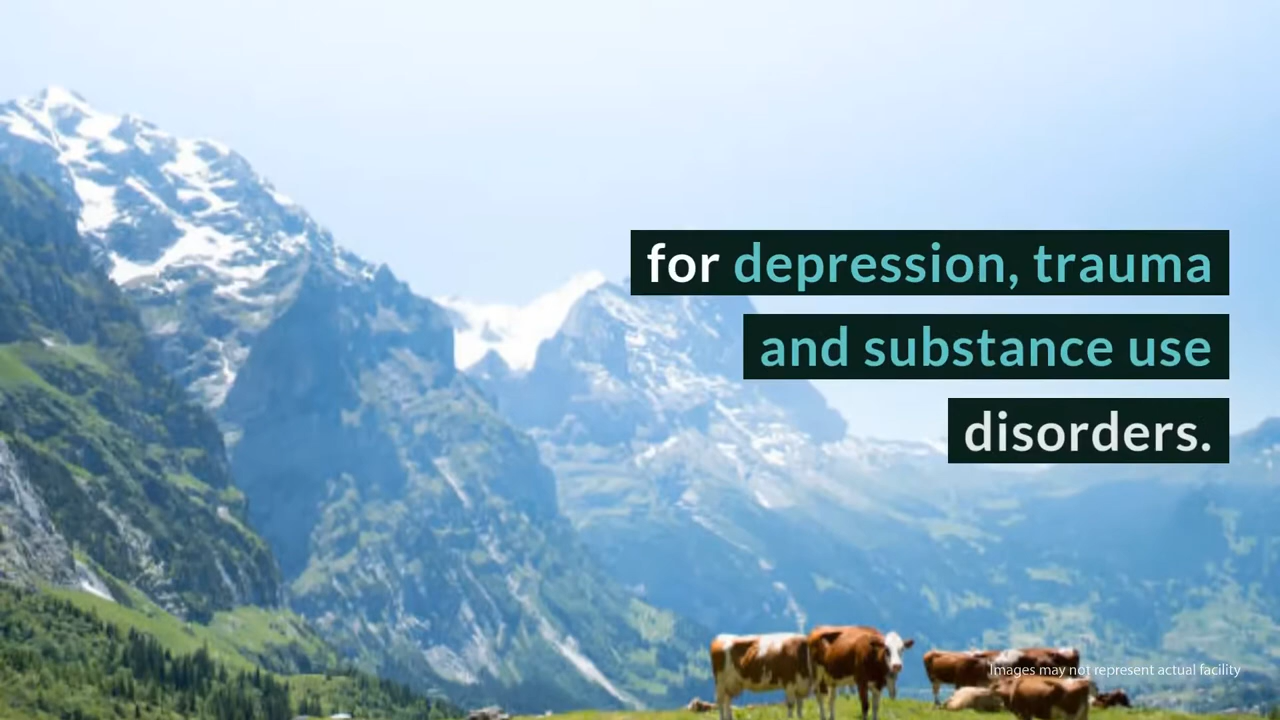 for depression, trauma
and substance use
disorders.
Images may not represent actual facility